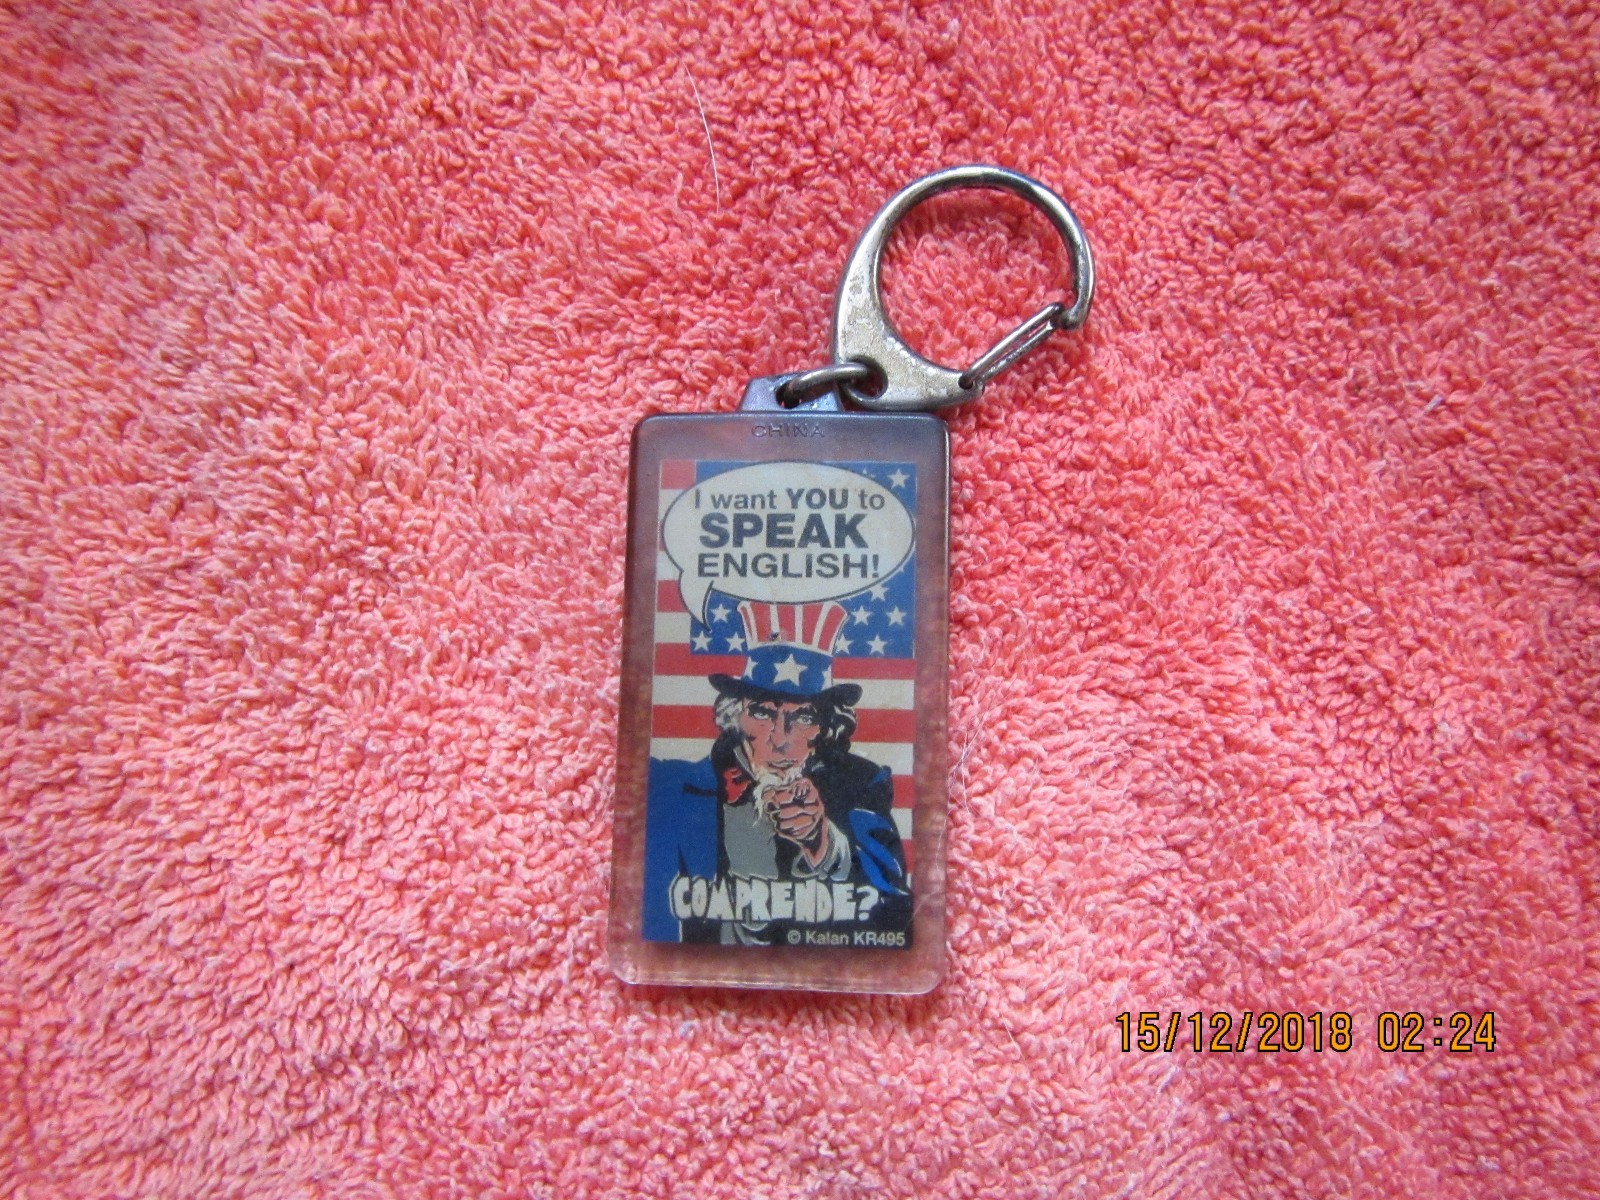 CHINA
I want YOU to
SPEAK
ENGLISH!
COMPRENDE?
© Kalan KR495
15/12/2018 02:24